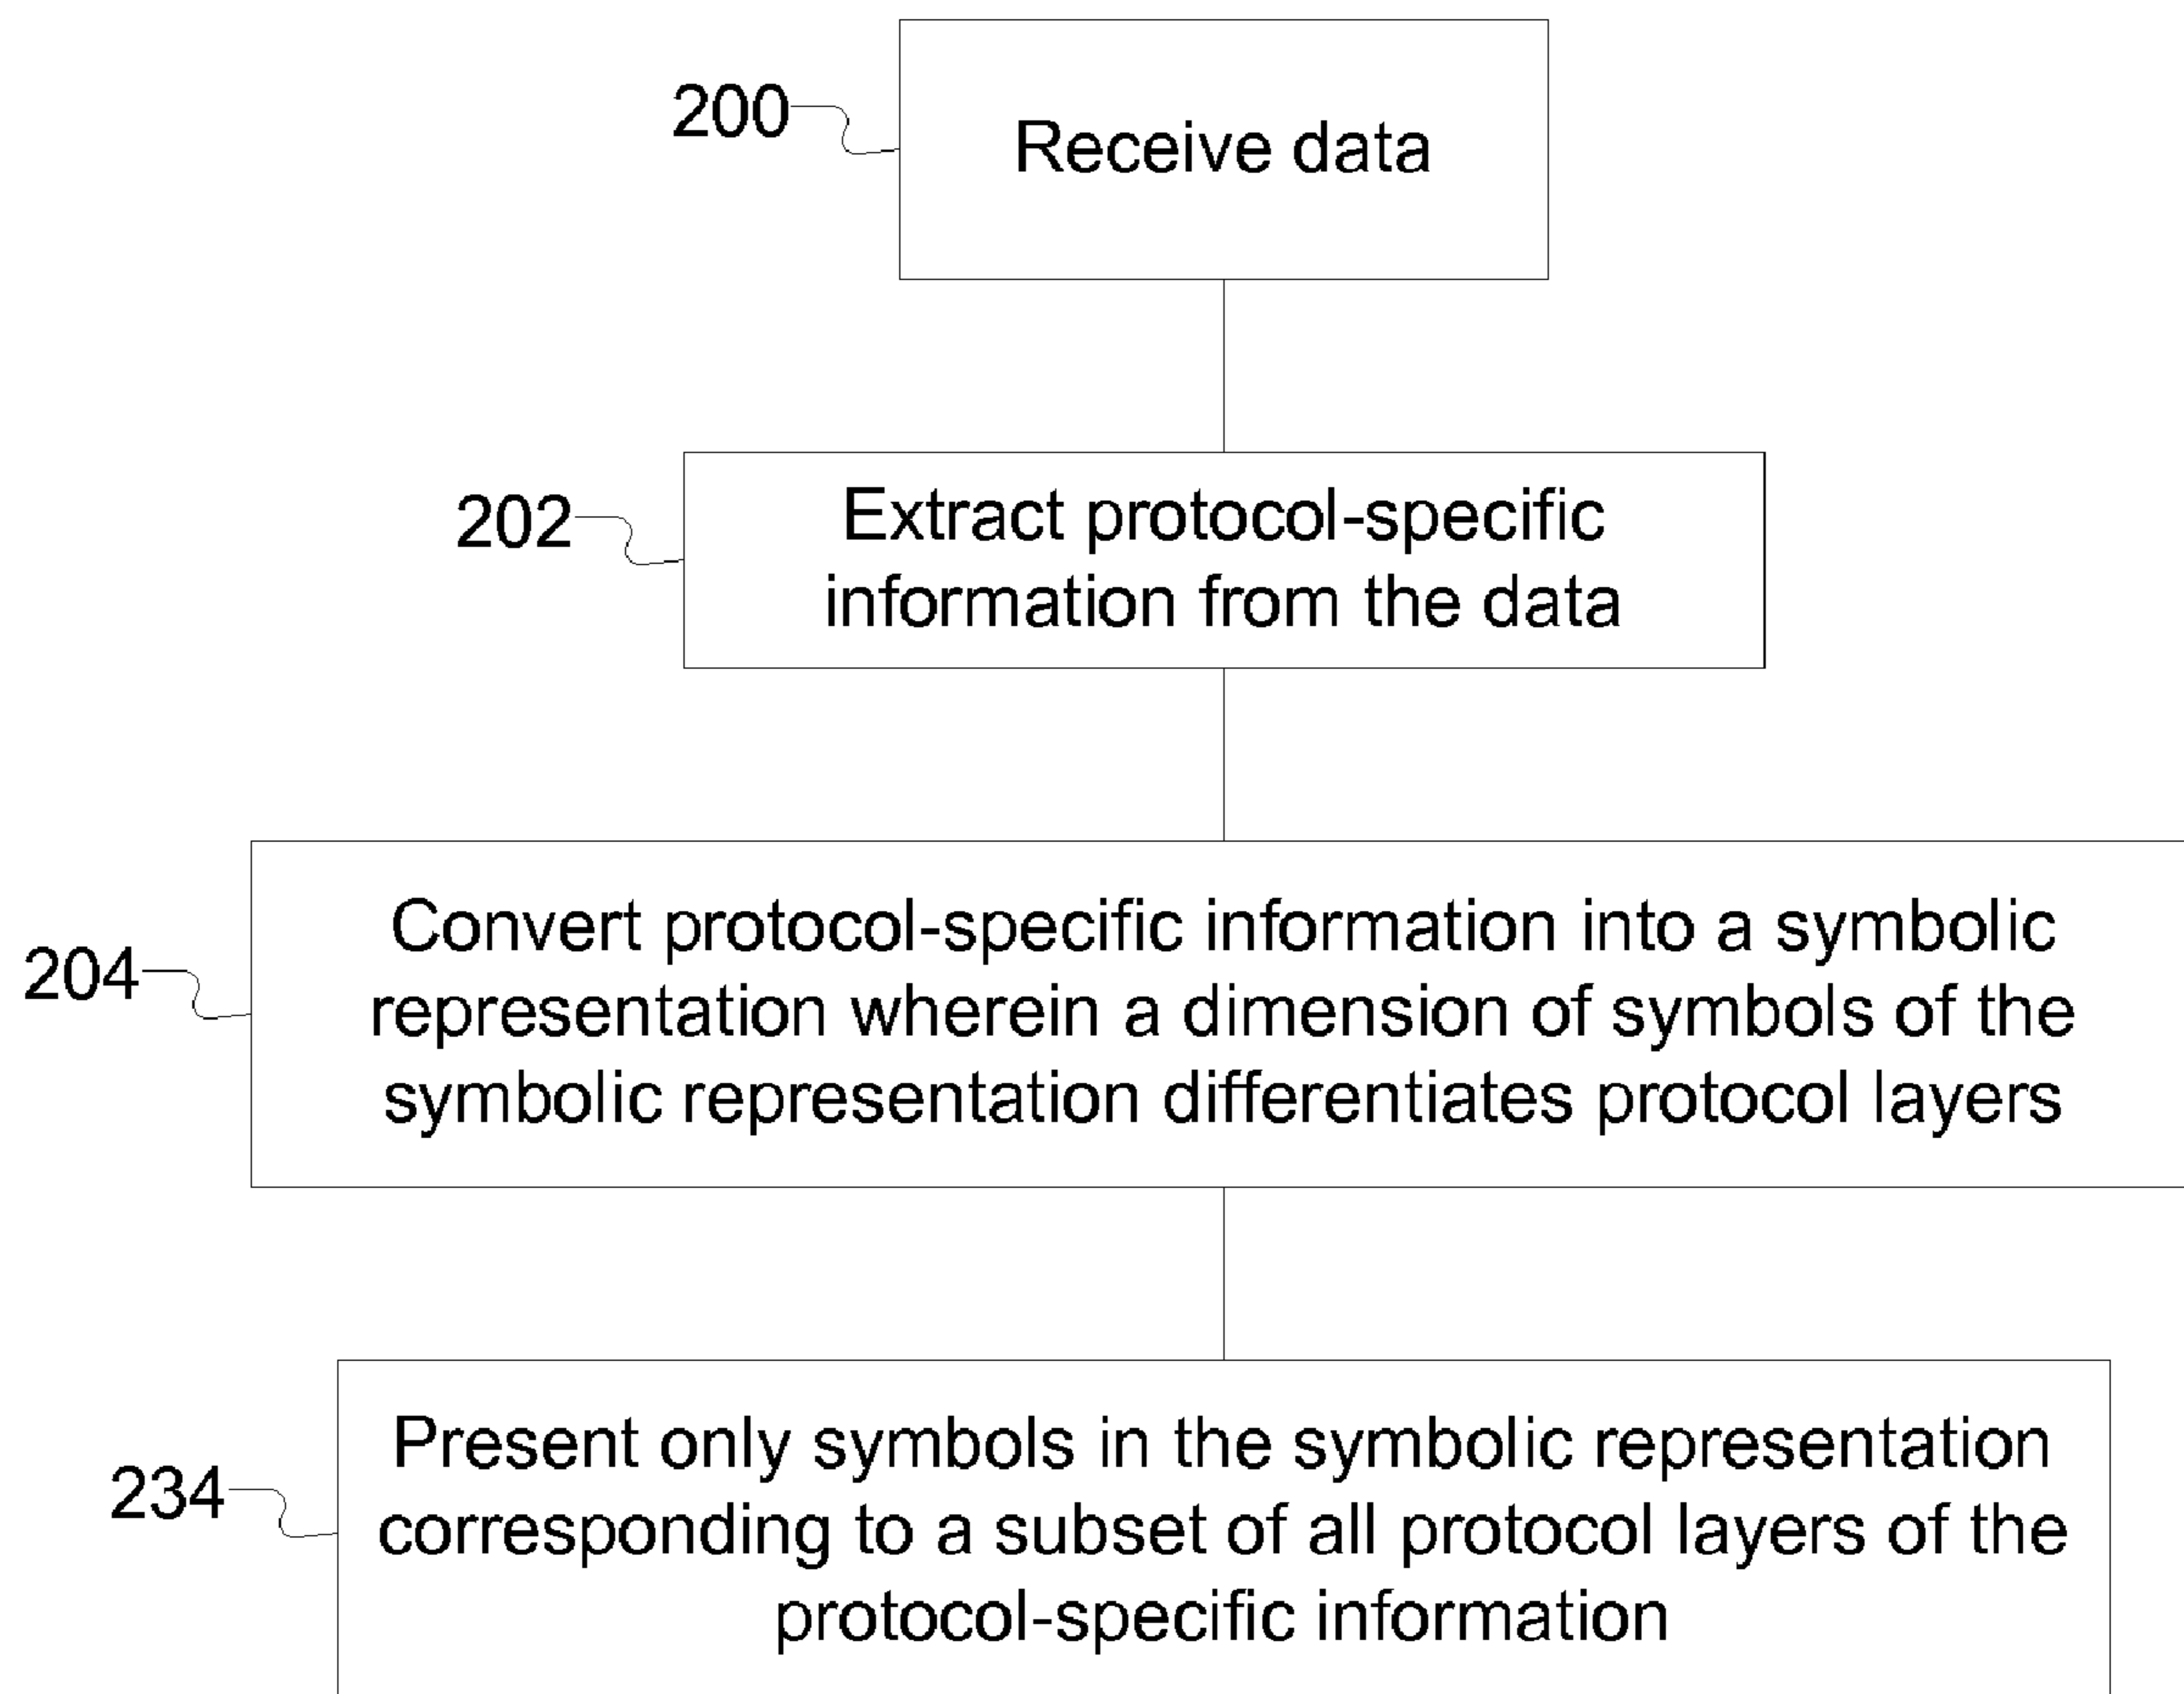 200
Receive data
202
Extract protocol-specific
information from the data
204
Convert protocol-specific information into a symbolic
representation wherein a dimension of symbols of the
symbolic representation differentiates protocol layers
234
Present only symbols in the symbolic representation
corresponding to a subset of all protocol layers of the
protocol-specific information